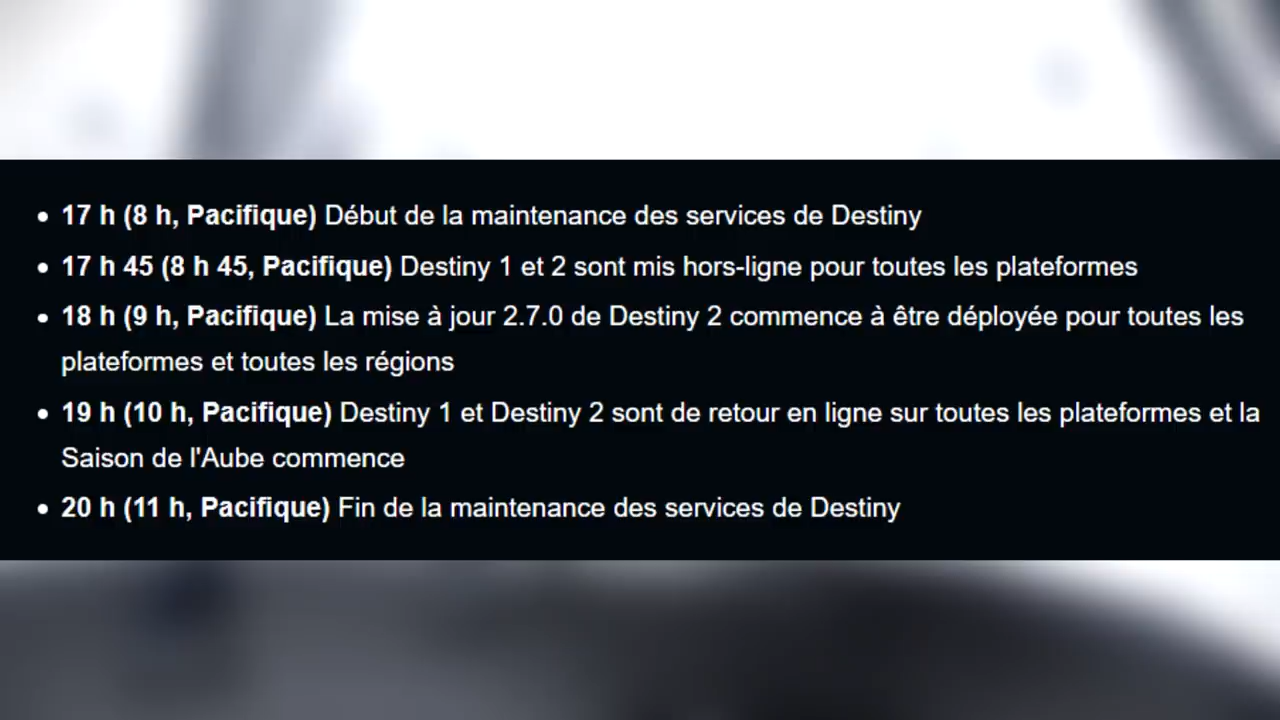 • 17 h (8 h, Pacifique) Début de la maintenance des services de Destiny
• 17 h 45 (8 h 45, Pacifique) Destiny 1 et 2 sont mis hors-ligne pour toutes les plateformes
• 18 h (9 h, Pacifique) La mise à jour 2.7.0 de Destiny 2 commence à être déployée pour toutes les
plateformes et toutes les régions
• 19 h (10 h, Pacifique) Destiny 1 et Destiny 2 sont de retour en ligne sur toutes les plateformes et la
Saison de l'Aube commence
• 20 h (11 h, Pacifique) Fin de la maintenance des services de Destiny